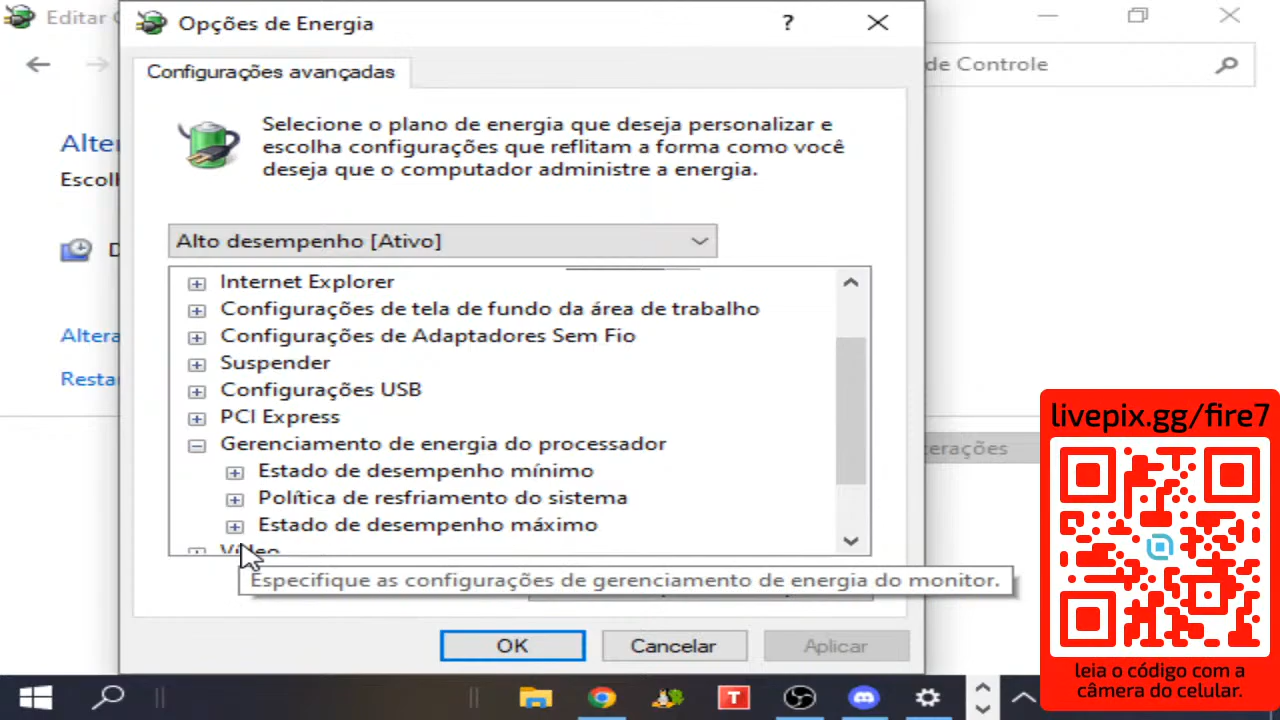 Editar
Opções de Energia
?
Configurações avançadas
de Controle
Selecione o plano de energia que deseja personalizar e
escolha configurações que reflitam a forma como você
deseja que o computador administre a energia.
Alte
Escolh
D
Alto desempenho [Ativo]
Internet Explorer
Configurações de tela de fundo da área de trabalho
Altera
Configurações de Adaptadores Sem Fio
Suspender
Resta
Configurações USB
PCI Express
Gerenciamento de energia do processador
terações
Estado de desempenho mínimo
Política de resfriamento do sistema
Estado de desempenho máximo
Vídeo
Especifique as configurações de gerenciamento de energia do monitor.
OK
Cancelar
Aplicar
livepix.gg/fire7
leia o código com a
câmera do celular.
T